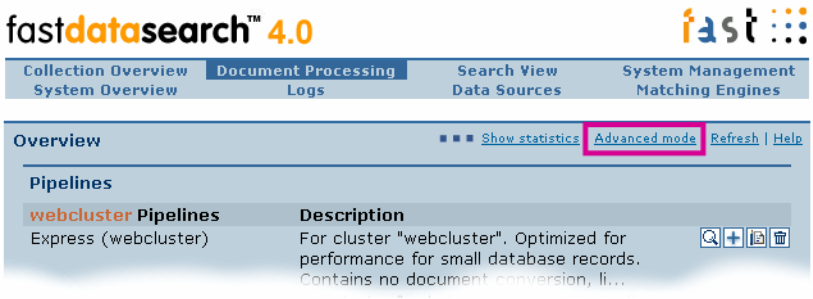 fastdatasearch™ 4.0
fast
Collection Overview Document Processing Search View System Management
System Overview Logs Data Sources Matching Engines
Overview Show statistics Advanced mode Refresh | Help
Pipelines
webcluster Pipelines Description
Express (webcluster) For cluster "webcluster". Optimized for
performance for small database records.
Contains no document conversion, li...